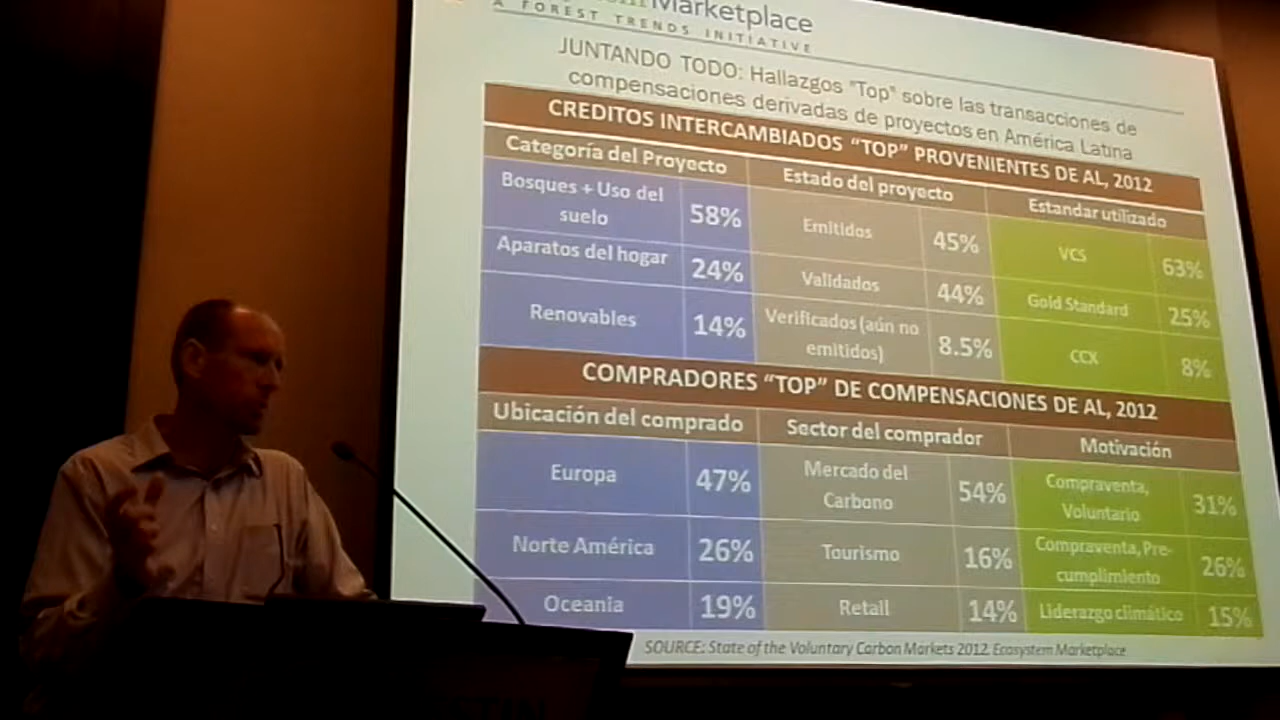 Marketplace
A FOREST TRENDS INITIATIVE
JUNTANDO TODO: Hallazgos "Top" sobre las transacciones de
compensaciones derivadas de proyectos en América Latina
CREDITOS INTERCAMBIADOS “TOP” PROVENIENTES DE AL, 2012
Categoría del Proyecto Estado del proyecto Estandar utilizado
Bosques + Uso del
suelo 58% Emitidos 45% VCS 63%
Aparatos del hogar 24% Validados 44% Gold Standard 25%
Renovables 14% Verificados (aún no
emitidos) 8.5% CCX 8%
COMPRADORES “TOP” DE COMPENSACIONES DE AL, 2012
Ubicación del comprado Sector del comprador Motivación
Europa 47% Mercado del
Carbono 54% Compraventa,
Voluntario 31%
Norte América 26% Tourismo 16% Compraventa, Pre-
cumplimiento 26%
Oceania 19% Retail 14% Liderazgo climático 15%
SOURCE: State of the Voluntary Carbon Markets 2012. Ecosystem Marketplace